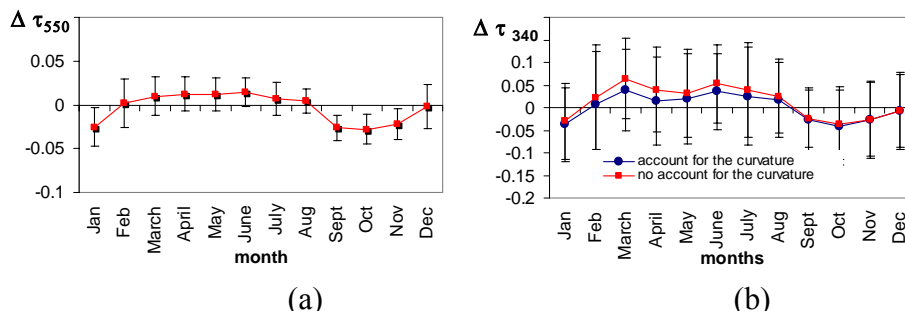 Δ τ550
0.05
0
-0.05
-0.1
Jan
Feb
March
April
May
June
July
Aug
Sept
Oct
Nov
Dec
month
(a)
Δ τ 340
0.1
0.05
0
-0.05
-0.1
-0.15
-0.2
account for the curvature
no account for the curvature
Jan
Feb
March
April
May
June
July
Aug
Sept
Oct
Nov
Dec
months
(b)